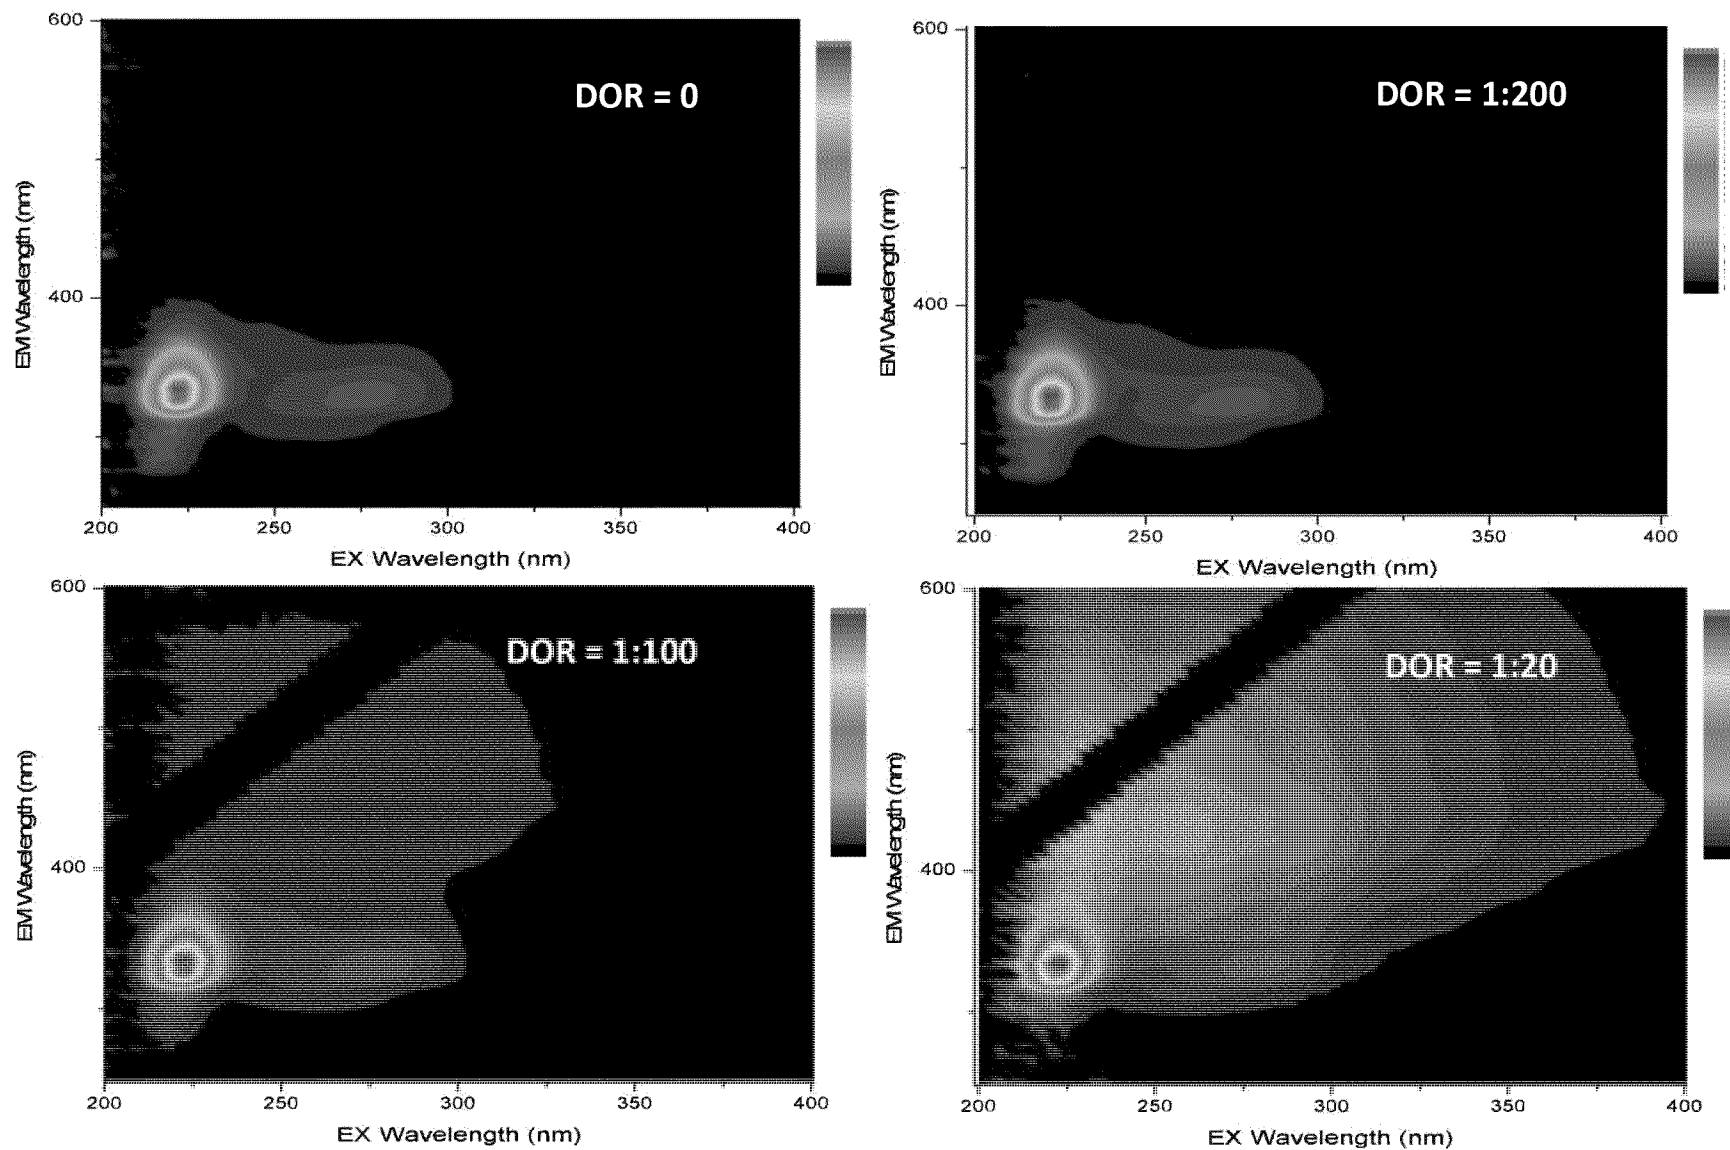 600
DOR = 0
EM Wavelength (nm)
400
200 250 300 350 400
EX Wavelength (nm)
600
DOR = 1:200
EM Wavelength (nm)
400
200 250 300 350 400
EX Wavelength (nm)
600
DOR = 1:100
EM Wavelength (nm)
400
200 250 300 350 400
EX Wavelength (nm)
600
DOR = 1:20
EM Wavelength (nm)
400
200 250 300 350 400
EX Wavelength (nm)